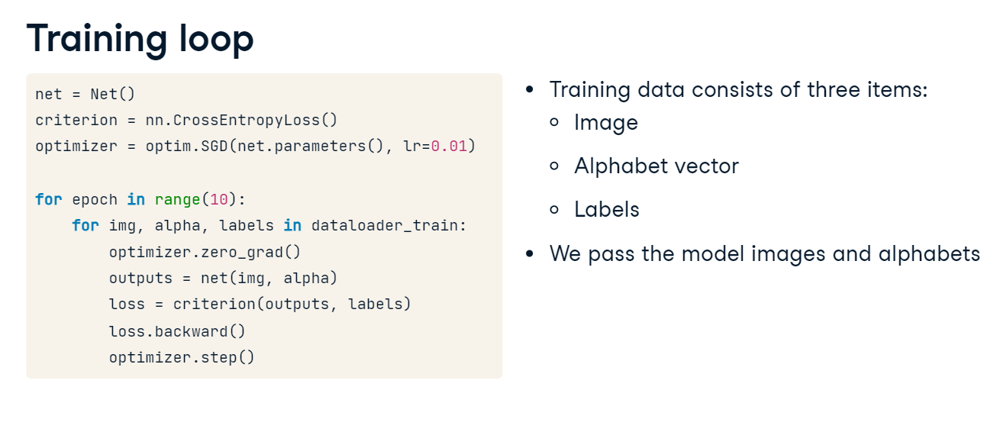 Training loop
net = Net()
criterion = nn.CrossEntropyLoss()
optimizer = optim.SGD(net.parameters(), lr=0.01)
for epoch in range(10):
    for img, alpha, labels in dataloader_train:
        optimizer.zero_grad()
        outputs = net(img, alpha)
        loss = criterion(outputs, labels)
        loss.backward()
        optimizer.step()
• Training data consists of three items:
◦ Image
◦ Alphabet vector
◦ Labels
• We pass the model images and alphabets